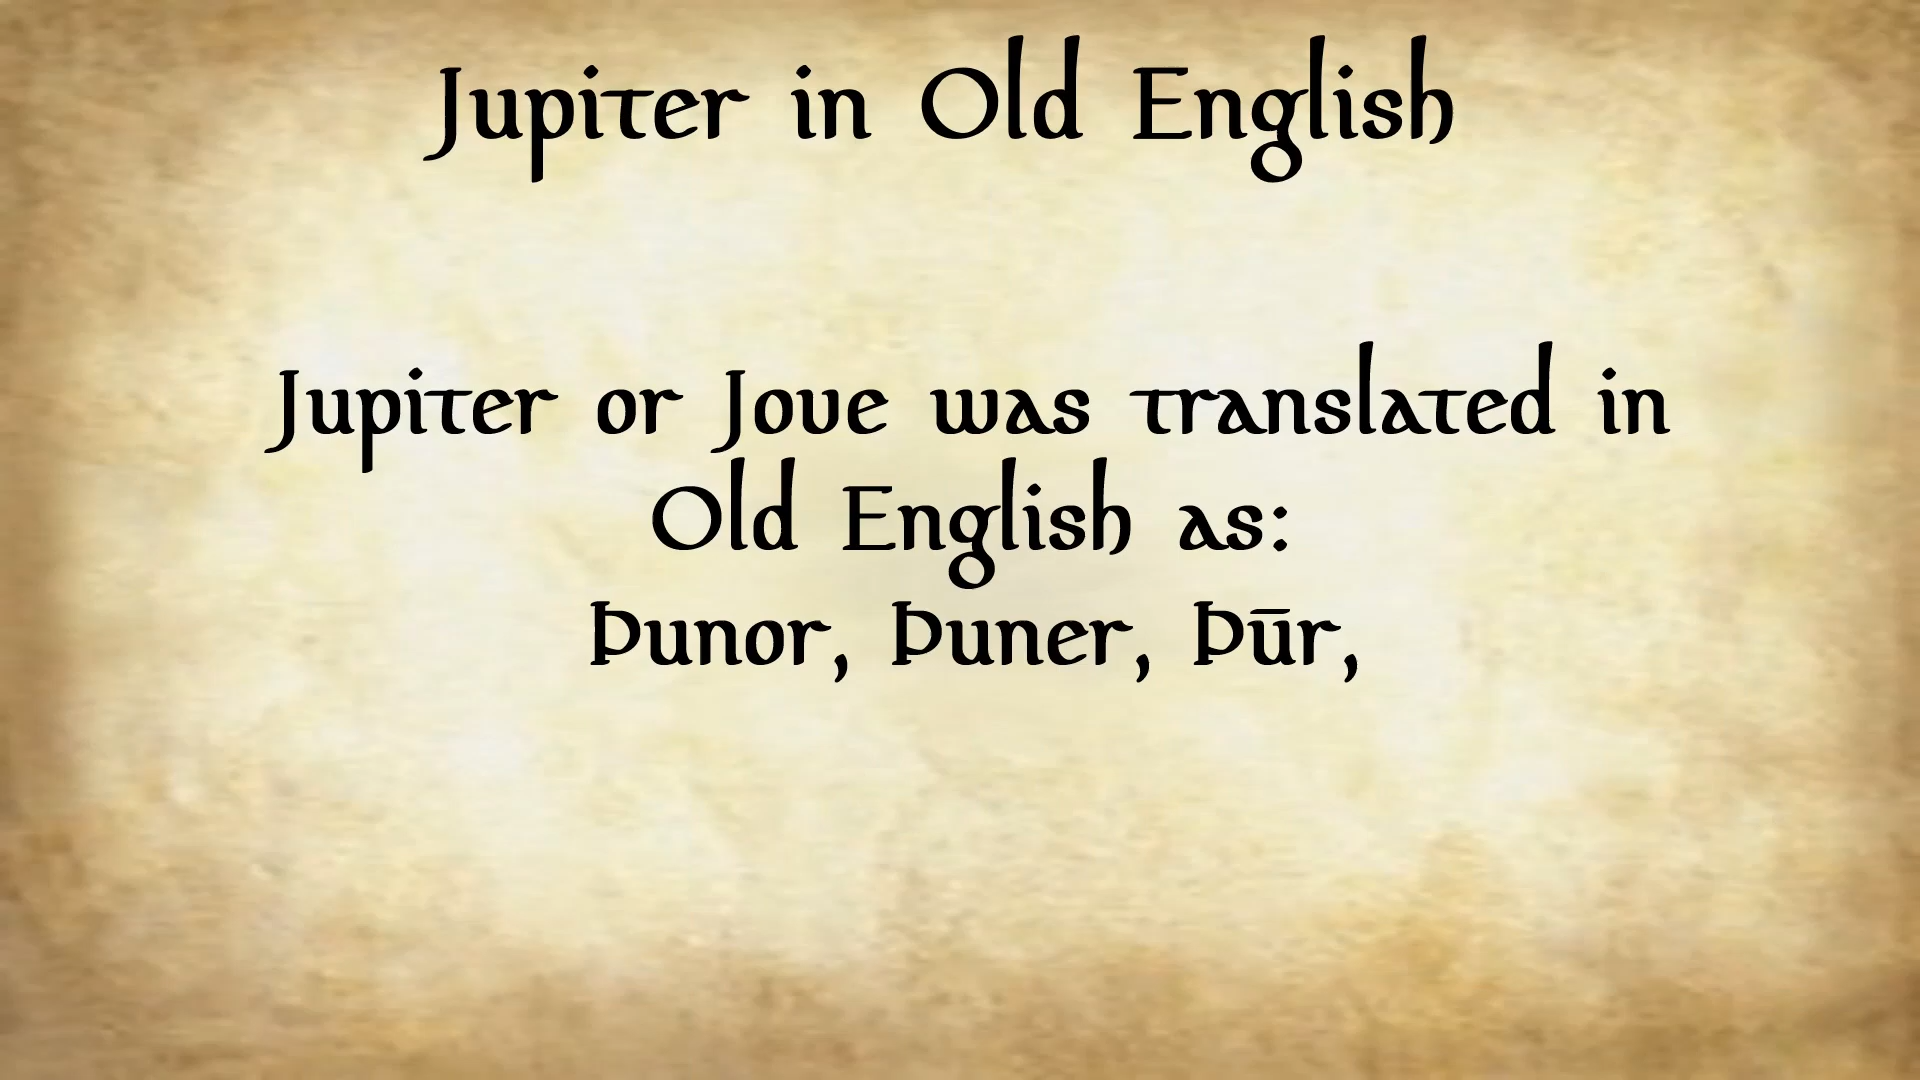 Jupiter in Old English
Jupiter or Jove was translated in
Old English as:
Þunor, Þuner, Þūr,